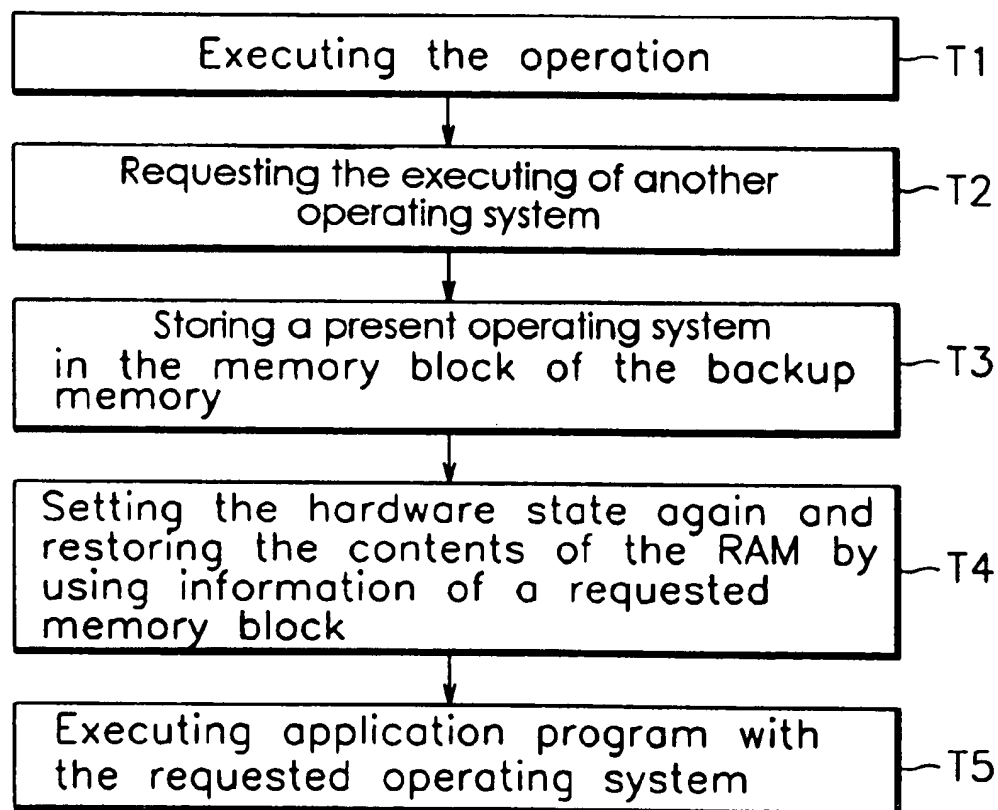 Executing the operation
T1
Requesting the executing of another
operating system
T2
Storing a present operating system
in the memory block of the backup
memory
T3
Setting the hardware state again and
restoring the contents of the RAM by
using information of a requested
memory block
T4
Executing application program with
the requested operating system
T5